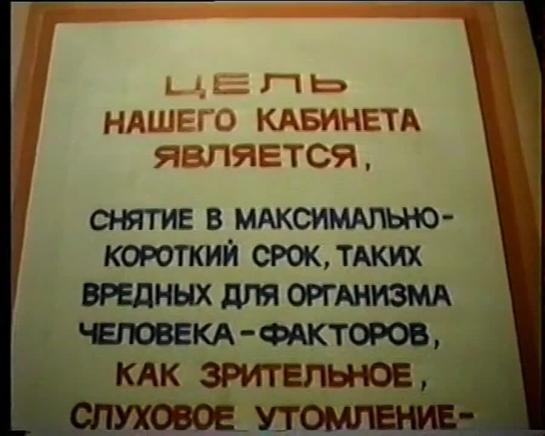 ЦЕЛЬ
НАШЕГО КАБИНЕТА
ЯВЛЯЕТСЯ,
СНЯТИЕ В МАКСИМАЛЬНО-
КОРОТКИЙ СРОК, ТАКИХ
ВРЕДНЫХ ДЛЯ ОРГАНИЗМА
ЧЕЛОВЕКА-ФАКТОРОВ,
КАК ЗРИТЕЛЬНОЕ,
СЛУХОВОЕ УТОМЛЕНИЕ-